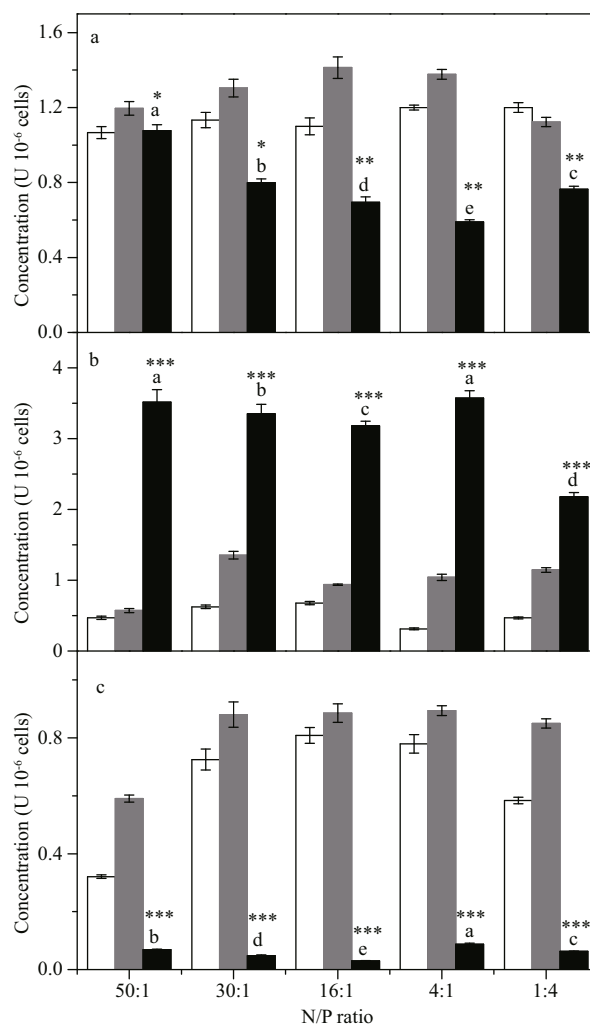 a
1.6
1.2
0.8
0.4
0.0
Concentration (U 10-6 cells)
*
a
*
b
**
d
**
e
**
c
b
4
3
2
1
0
Concentration (U 10-6 cells)
***
a
***
b
***
c
***
a
***
d
c
0.8
0.4
0.0
Concentration (U 10-6 cells)
***
b
***
d
***
e
***
a
***
c
50:1 30:1 16:1 4:1 1:4
N/P ratio